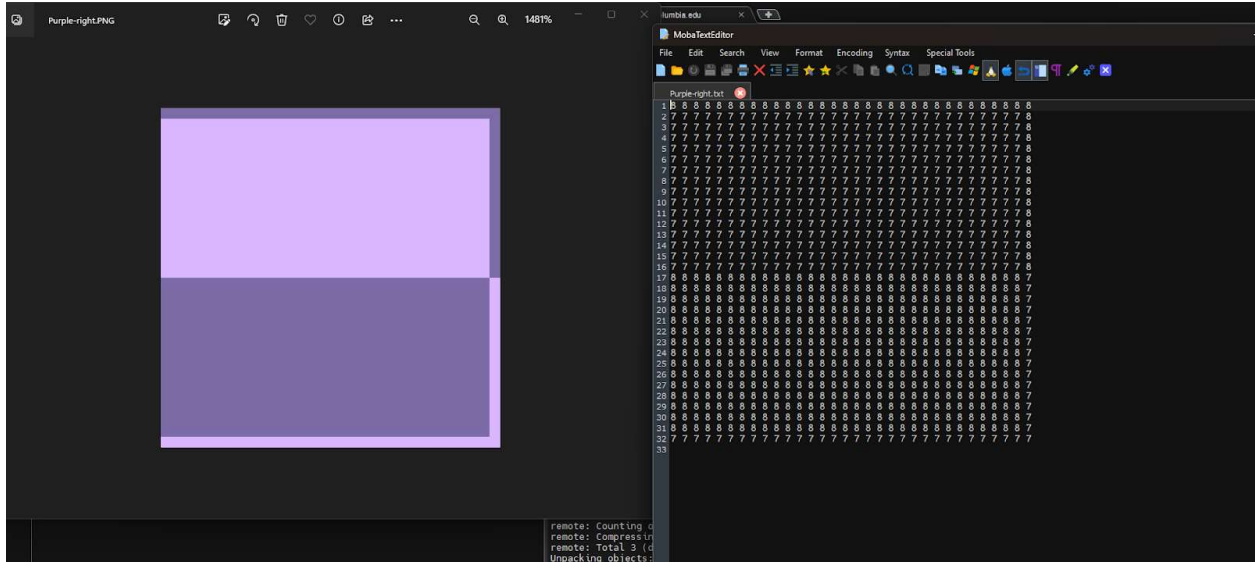 Purple-right.PNG
1481%
lumbia.edu
MobaTextEditor
File Edit Search View Format Encoding Syntax Special Tools
Purple-right.txt
1 8 8 8 8 8 8 8 8 8 8 8 8 8 8 8 8 8 8 8 8 8 8 8 8 8 8 8 8 8 8 8 8
2 7 7 7 7 7 7 7 7 7 7 7 7 7 7 7 7 7 7 7 7 7 7 7 7 7 7 7 7 7 7 7 8
3 7 7 7 7 7 7 7 7 7 7 7 7 7 7 7 7 7 7 7 7 7 7 7 7 7 7 7 7 7 7 7 8
4 7 7 7 7 7 7 7 7 7 7 7 7 7 7 7 7 7 7 7 7 7 7 7 7 7 7 7 7 7 7 7 8
5 7 7 7 7 7 7 7 7 7 7 7 7 7 7 7 7 7 7 7 7 7 7 7 7 7 7 7 7 7 7 7 8
6 7 7 7 7 7 7 7 7 7 7 7 7 7 7 7 7 7 7 7 7 7 7 7 7 7 7 7 7 7 7 7 8
7 7 7 7 7 7 7 7 7 7 7 7 7 7 7 7 7 7 7 7 7 7 7 7 7 7 7 7 7 7 7 7 8
8 7 7 7 7 7 7 7 7 7 7 7 7 7 7 7 7 7 7 7 7 7 7 7 7 7 7 7 7 7 7 7 8
9 7 7 7 7 7 7 7 7 7 7 7 7 7 7 7 7 7 7 7 7 7 7 7 7 7 7 7 7 7 7 7 8
10 7 7 7 7 7 7 7 7 7 7 7 7 7 7 7 7 7 7 7 7 7 7 7 7 7 7 7 7 7 7 7 8
11 7 7 7 7 7 7 7 7 7 7 7 7 7 7 7 7 7 7 7 7 7 7 7 7 7 7 7 7 7 7 7 8
12 7 7 7 7 7 7 7 7 7 7 7 7 7 7 7 7 7 7 7 7 7 7 7 7 7 7 7 7 7 7 7 8
13 7 7 7 7 7 7 7 7 7 7 7 7 7 7 7 7 7 7 7 7 7 7 7 7 7 7 7 7 7 7 7 8
14 7 7 7 7 7 7 7 7 7 7 7 7 7 7 7 7 7 7 7 7 7 7 7 7 7 7 7 7 7 7 7 8
15 7 7 7 7 7 7 7 7 7 7 7 7 7 7 7 7 7 7 7 7 7 7 7 7 7 7 7 7 7 7 7 8
16 7 7 7 7 7 7 7 7 7 7 7 7 7 7 7 7 7 7 7 7 7 7 7 7 7 7 7 7 7 7 7 8
17 8 8 8 8 8 8 8 8 8 8 8 8 8 8 8 8 8 8 8 8 8 8 8 8 8 8 8 8 8 8 8 7
18 8 8 8 8 8 8 8 8 8 8 8 8 8 8 8 8 8 8 8 8 8 8 8 8 8 8 8 8 8 8 8 7
19 8 8 8 8 8 8 8 8 8 8 8 8 8 8 8 8 8 8 8 8 8 8 8 8 8 8 8 8 8 8 8 7
20 8 8 8 8 8 8 8 8 8 8 8 8 8 8 8 8 8 8 8 8 8 8 8 8 8 8 8 8 8 8 8 7
21 8 8 8 8 8 8 8 8 8 8 8 8 8 8 8 8 8 8 8 8 8 8 8 8 8 8 8 8 8 8 8 7
22 8 8 8 8 8 8 8 8 8 8 8 8 8 8 8 8 8 8 8 8 8 8 8 8 8 8 8 8 8 8 8 7
23 8 8 8 8 8 8 8 8 8 8 8 8 8 8 8 8 8 8 8 8 8 8 8 8 8 8 8 8 8 8 8 7
24 8 8 8 8 8 8 8 8 8 8 8 8 8 8 8 8 8 8 8 8 8 8 8 8 8 8 8 8 8 8 8 7
25 8 8 8 8 8 8 8 8 8 8 8 8 8 8 8 8 8 8 8 8 8 8 8 8 8 8 8 8 8 8 8 7
26 8 8 8 8 8 8 8 8 8 8 8 8 8 8 8 8 8 8 8 8 8 8 8 8 8 8 8 8 8 8 8 7
27 8 8 8 8 8 8 8 8 8 8 8 8 8 8 8 8 8 8 8 8 8 8 8 8 8 8 8 8 8 8 8 7
28 8 8 8 8 8 8 8 8 8 8 8 8 8 8 8 8 8 8 8 8 8 8 8 8 8 8 8 8 8 8 8 7
29 8 8 8 8 8 8 8 8 8 8 8 8 8 8 8 8 8 8 8 8 8 8 8 8 8 8 8 8 8 8 8 7
30 8 8 8 8 8 8 8 8 8 8 8 8 8 8 8 8 8 8 8 8 8 8 8 8 8 8 8 8 8 8 8 7
31 8 8 8 8 8 8 8 8 8 8 8 8 8 8 8 8 8 8 8 8 8 8 8 8 8 8 8 8 8 8 8 7
32 7 7 7 7 7 7 7 7 7 7 7 7 7 7 7 7 7 7 7 7 7 7 7 7 7 7 7 7 7 7 7 7
33
remote: Counting o
remote: Compressin
remote: Total 3 (d
Unpacking objects: